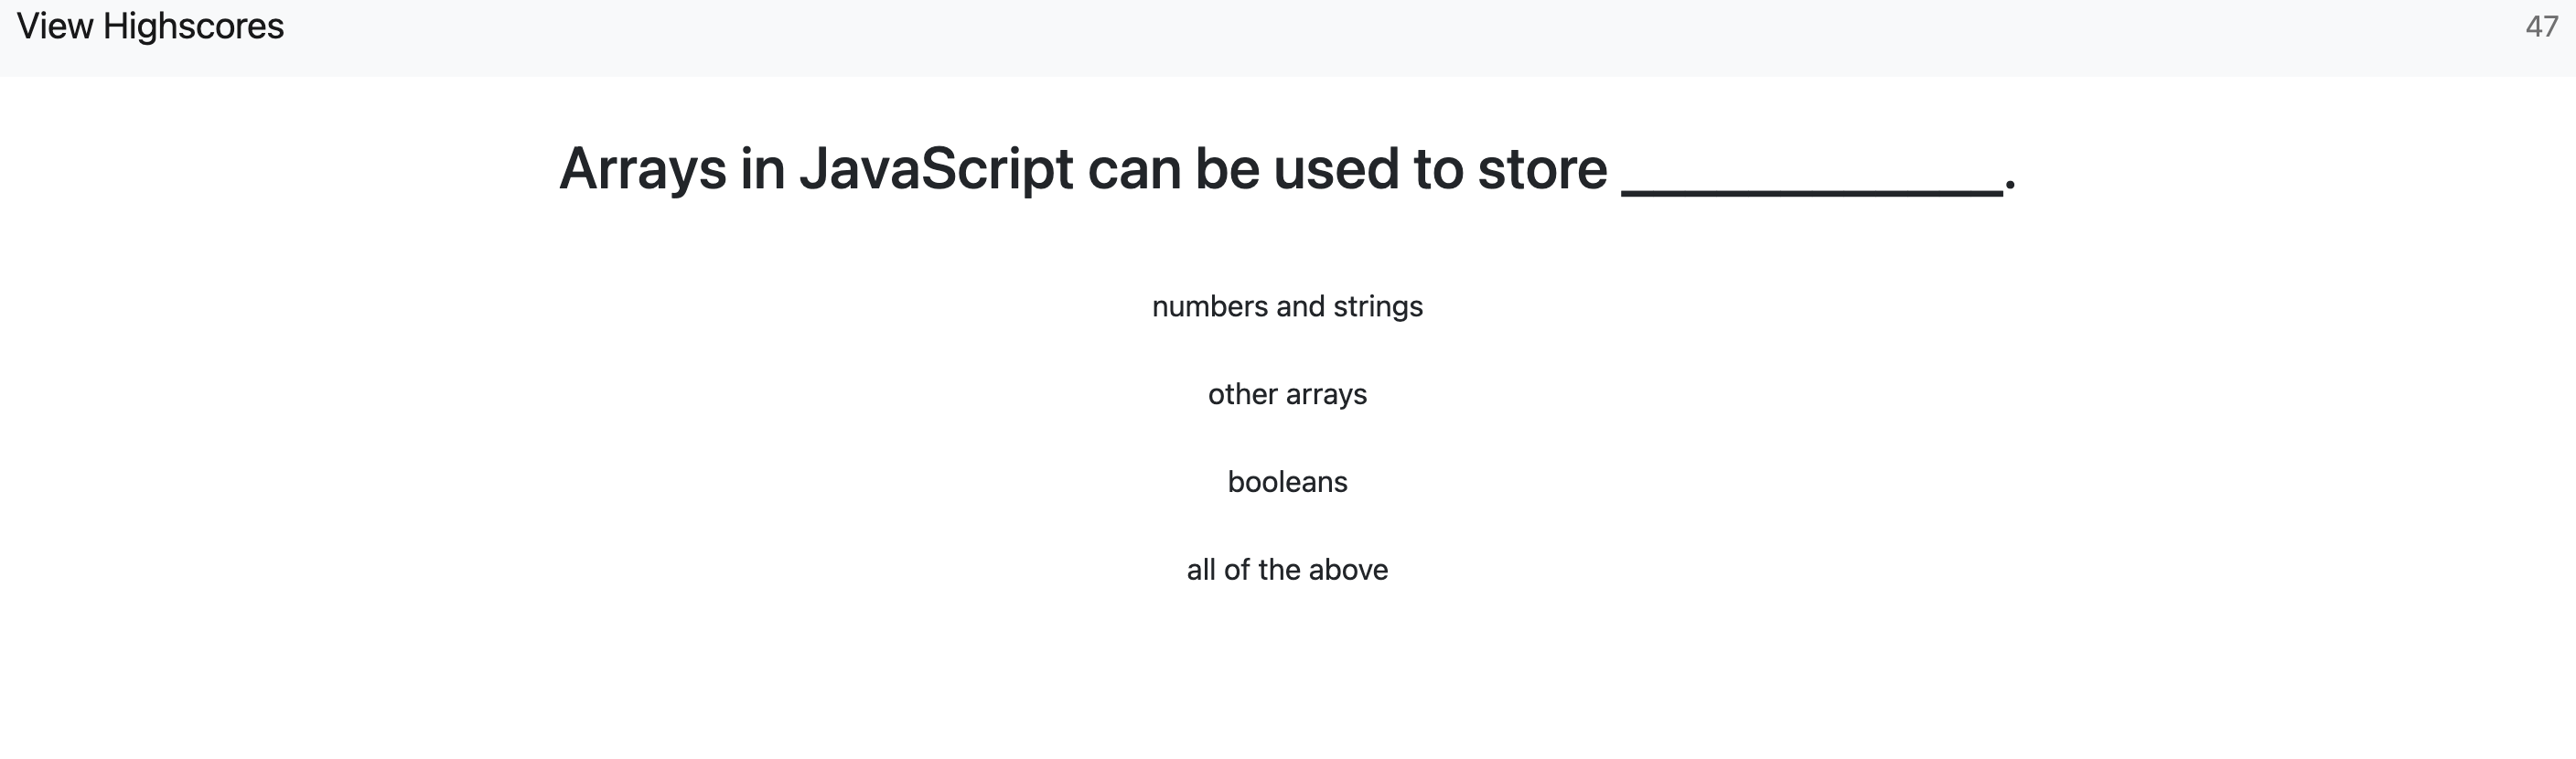 View Highscores 47
Arrays in JavaScript can be used to store ____________.
numbers and strings
other arrays
booleans
all of the above